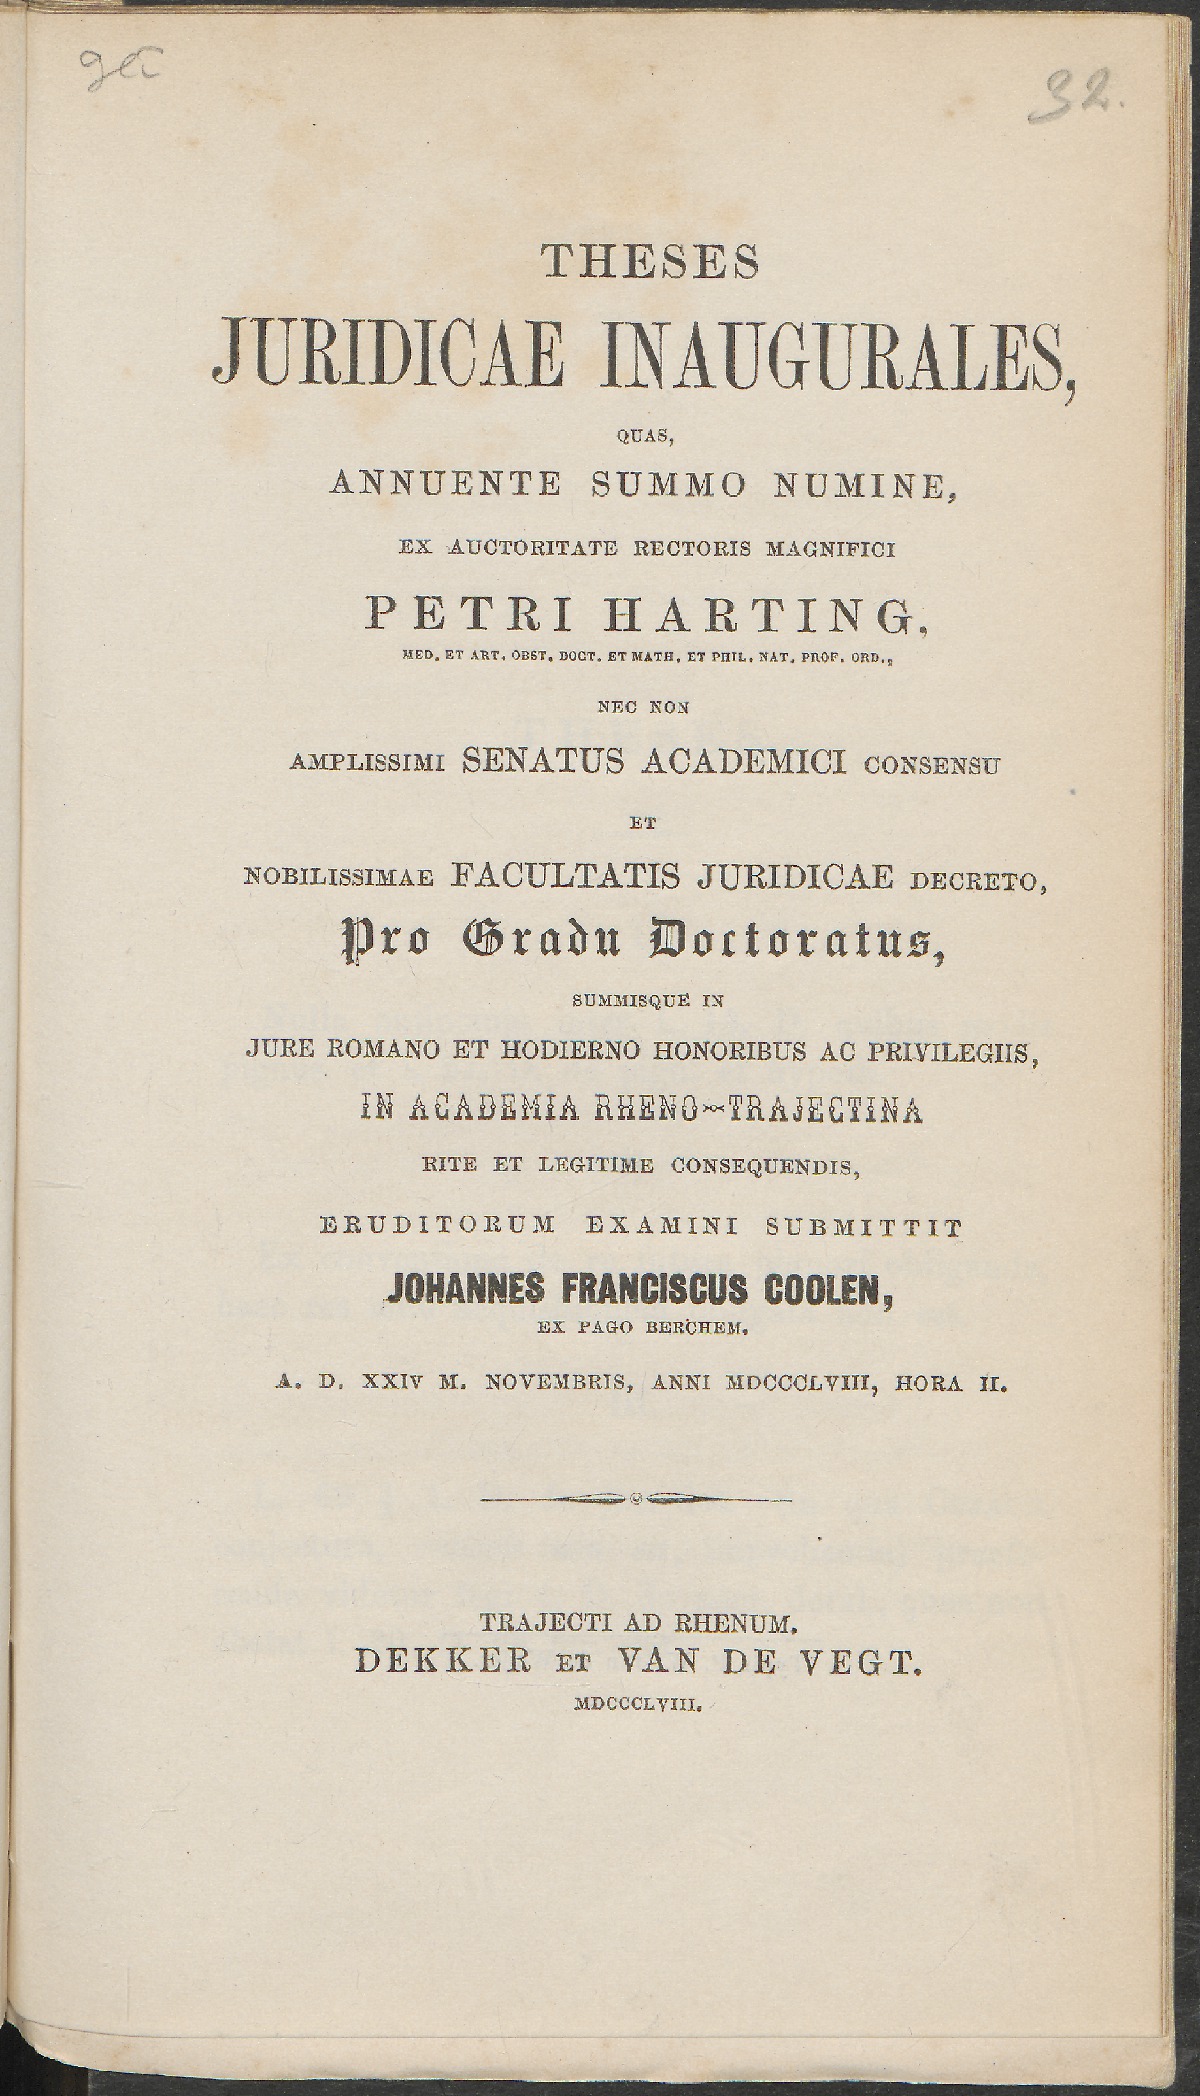 32.
THESES
JURIDICAE INAUGURALES,
QUAS,
ANNUENTE SUMMO NUMINE,
EX AUCTORITATE RECTORIS MAGNIFICI
PETRI HARTING,
MED. ET ART. OBST. DOCT. ET MATH. ET PHIL. NAT. PROF. ORD.,
NEC NON
AMPLISSIMI SENATUS ACADEMICI CONSENSU
ET
NOBILISSIMAE FACULTATIS JURIDICAE DECRETO,
Pro Gradu Doctoratus,
SUMMISQUE IN
JURE ROMANO ET HODIERNO HONORIBUS AC PRIVILEGIIS,
IN ACADEMIA RHENO-TRAJECTINA
RITE ET LEGITIME CONSEQUENDIS,
ERUDITORUM EXAMINI SUBMITTIT
JOHANNES FRANCISCUS COOLEN,
EX PAGO BERCHEM.
A. D. XXIV M. NOVEMBRIS, ANNI MDCCCLVIII, HORA II.
TRAJECTI AD RHENUM.
DEKKER ET VAN DE VEGT.
MDCCCLVIII.